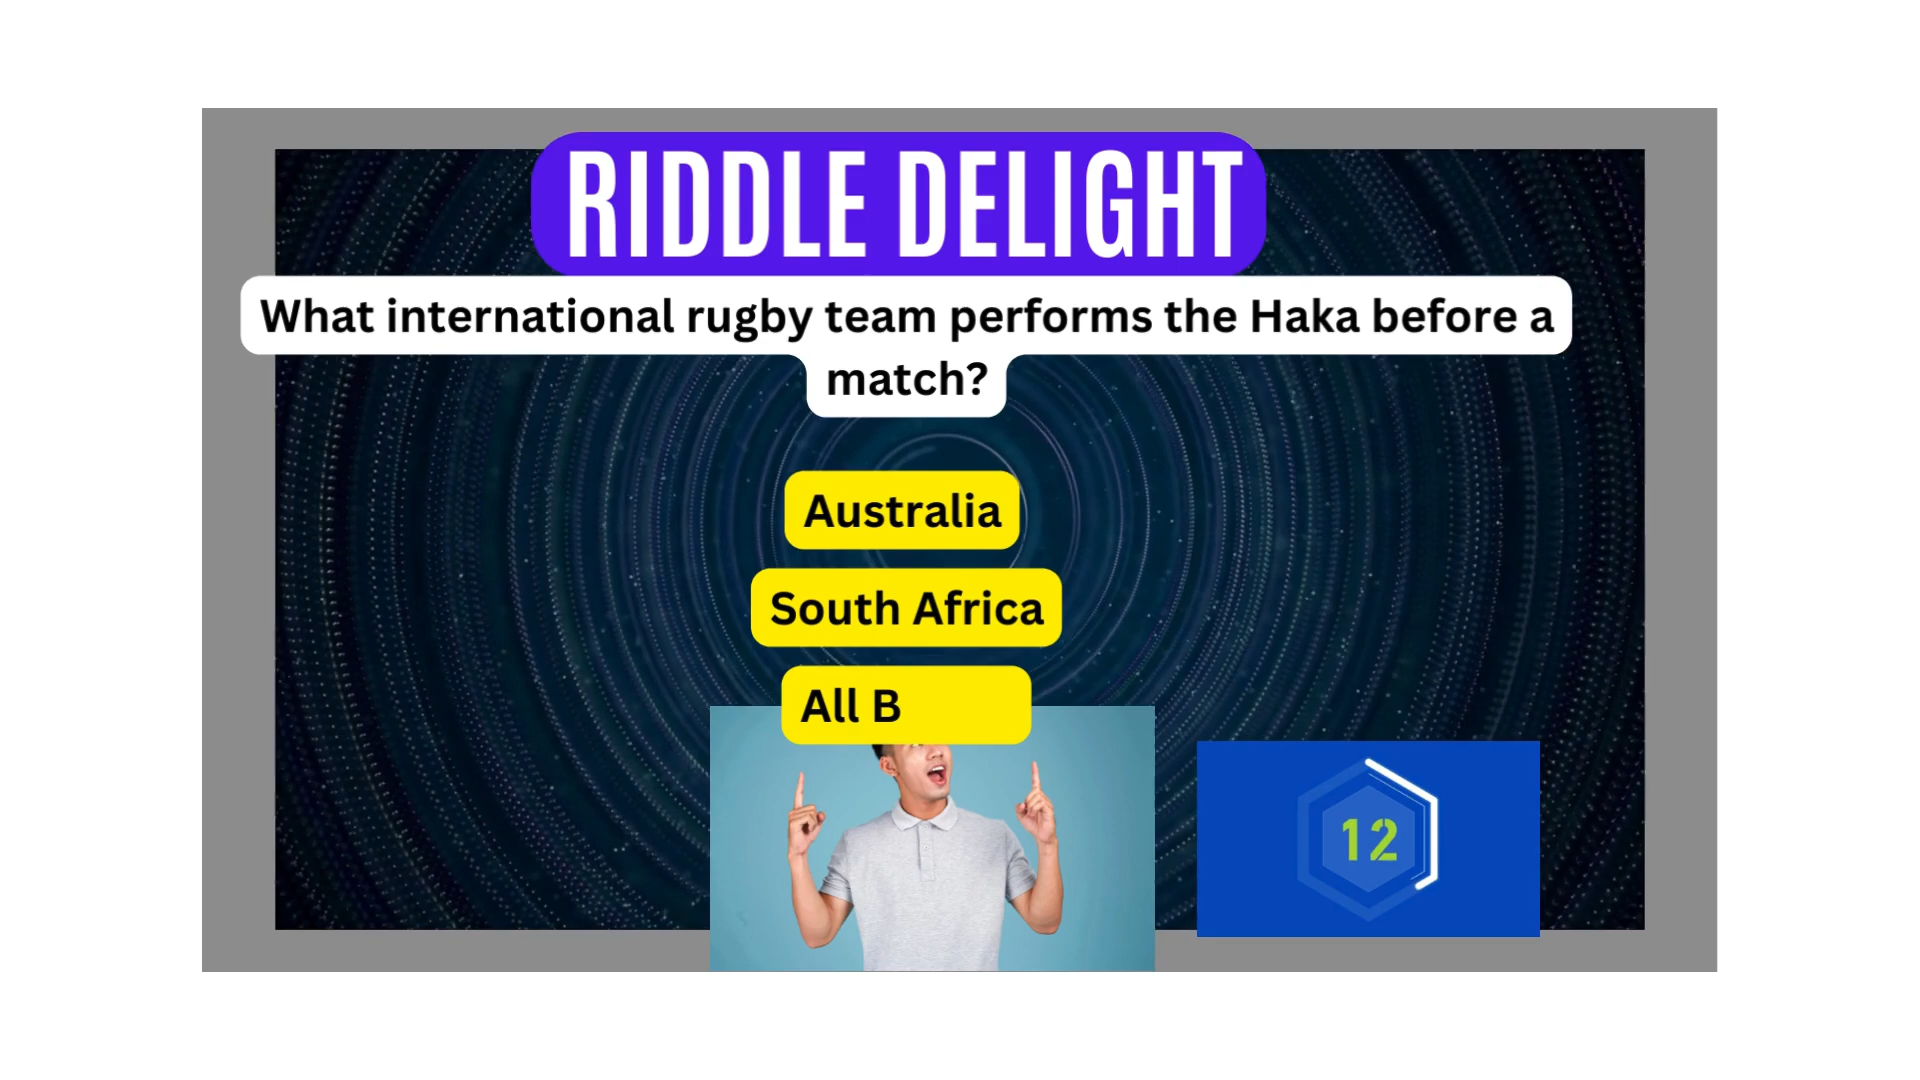 RIDDLE DELIGHT
What international rugby team performs the Haka before a
match?
Australia
South Africa
All B
12